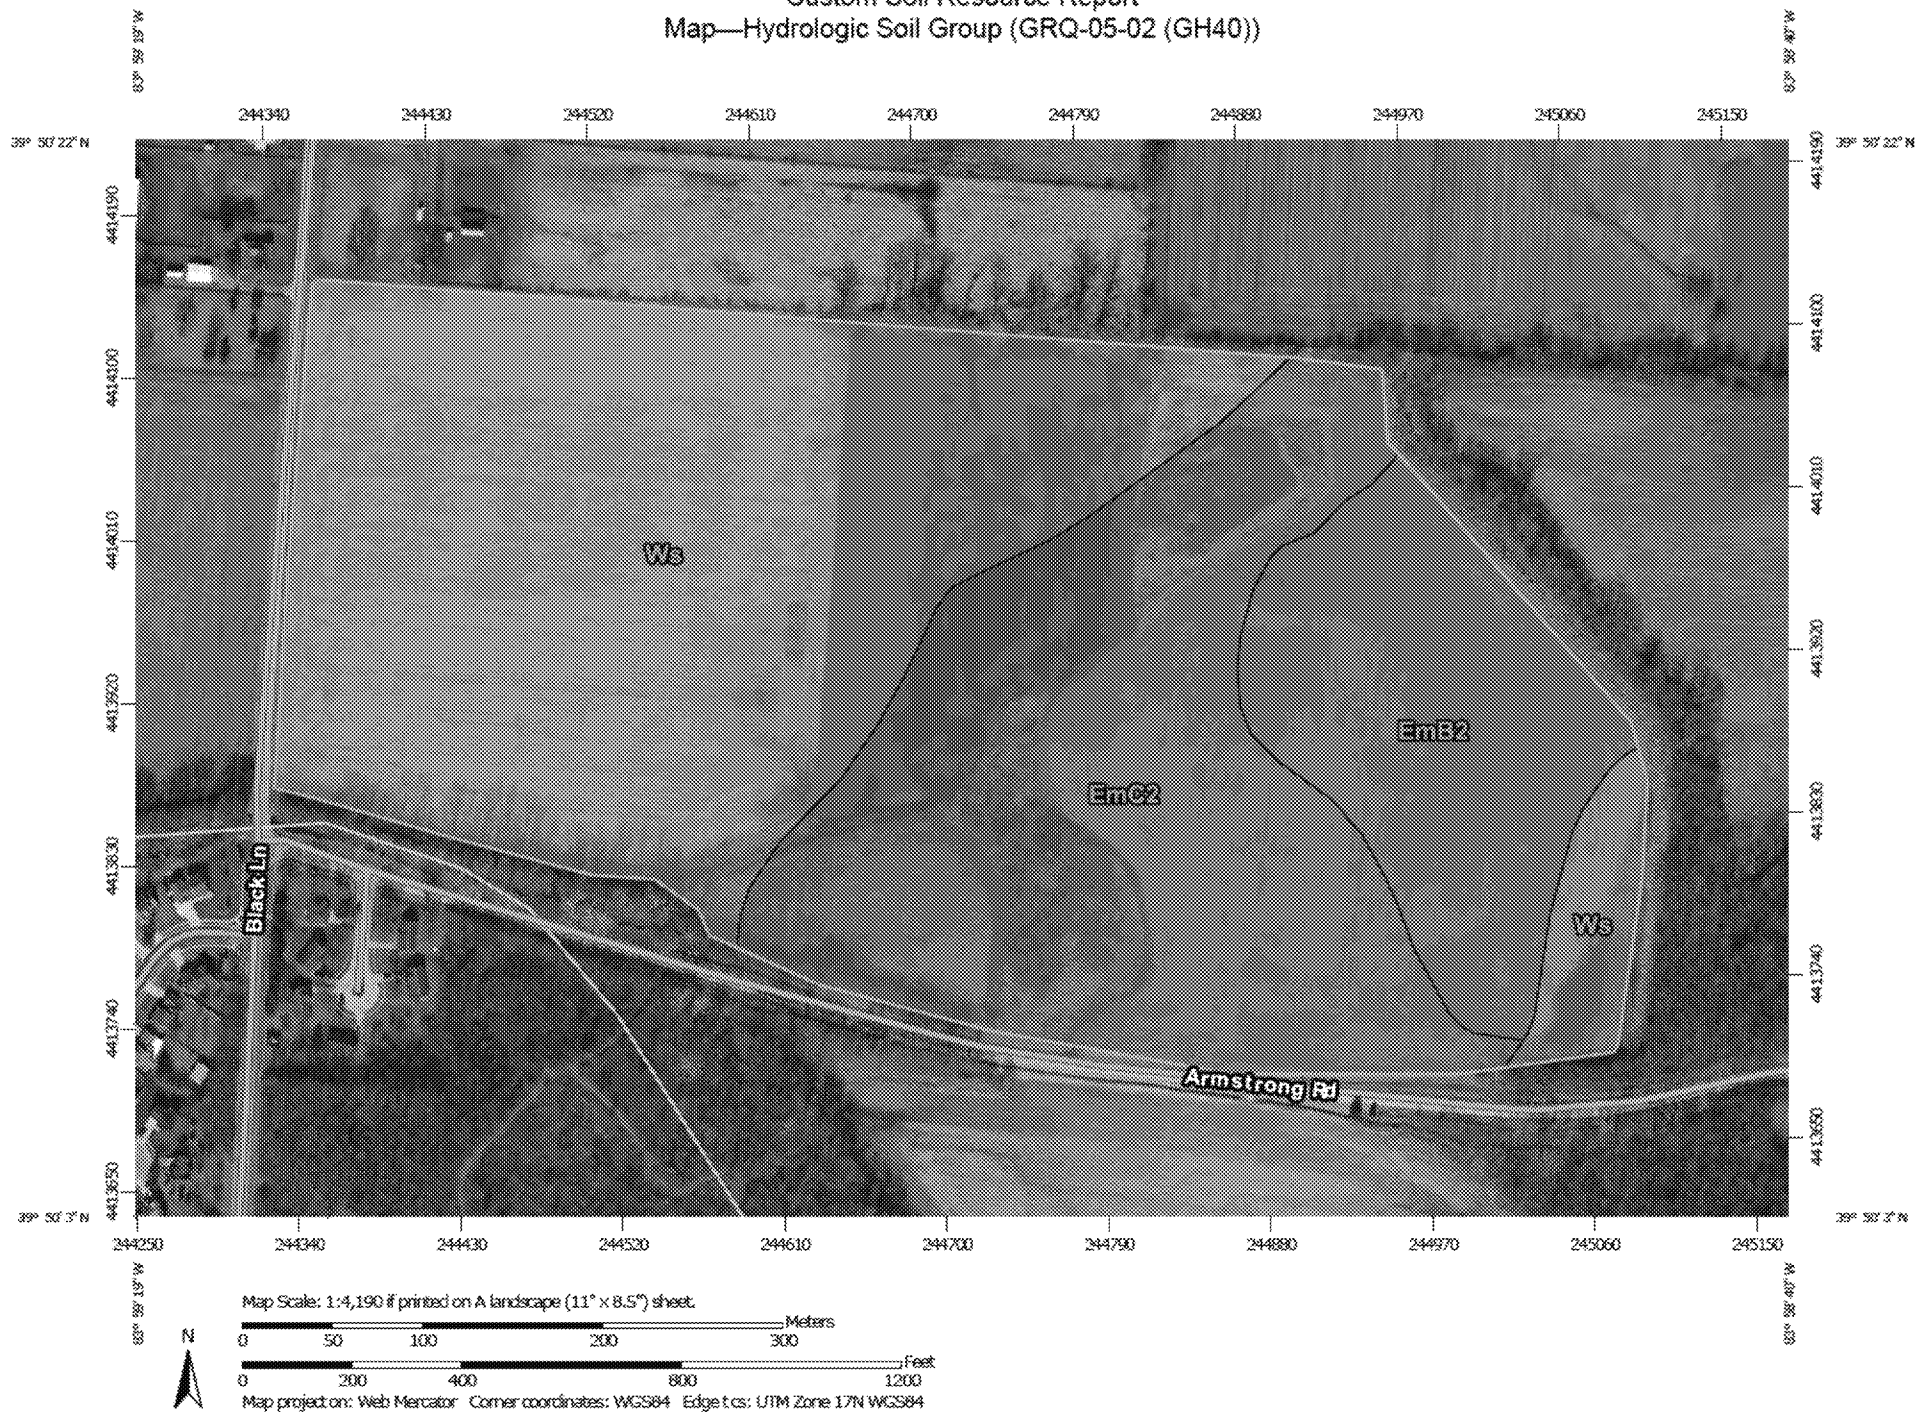 Custom Soil Resource Report
Map—Hydrologic Soil Group (GRQ-05-02 (GH40))
83° 59' 19" W
83° 58' 40" W
244340 244430 244520 244610 244700 244790 244880 244970 245060 245150
39° 50' 22" N
39° 50' 22" N
4414190
4414190
4414100
4414100
4414010
4414010
Ws
4413920
4413920
EmB2
EmC2
4413830
4413830
Black Ln
Ws
4413740
4413740
Armstrong Rd
4413650
4413650
39° 50' 3" N
39° 50' 3" N
244250 244340 244430 244520 244610 244700 244790 244880 244970 245060 245150
83° 59' 19" W
83° 58' 40" W
Map Scale: 1:4,190 if printed on A landscape (11" x 8.5") sheet.
Meters
0 50 100 200 300
Feet
0 200 400 800 1200
N
Map projection: Web Mercator Corner coordinates: WGS84 Edge tics: UTM Zone 17N WGS84